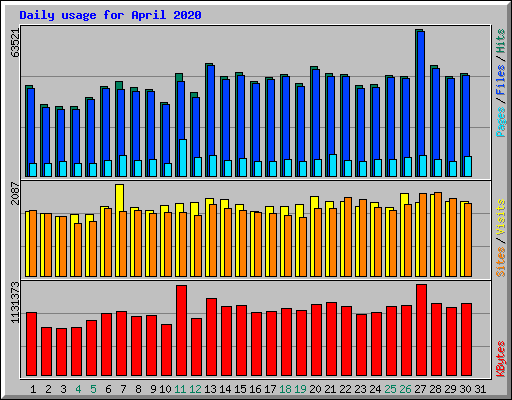 Daily usage for April 2020
63521
Pages/Files/Hits
2087
Sites/Visits
1131373
KBytes
1 2 3 4 5 6 7 8 9 10 11 12 13 14 15 16 17 18 19 20 21 22 23 24 25 26 27 28 29 30 31